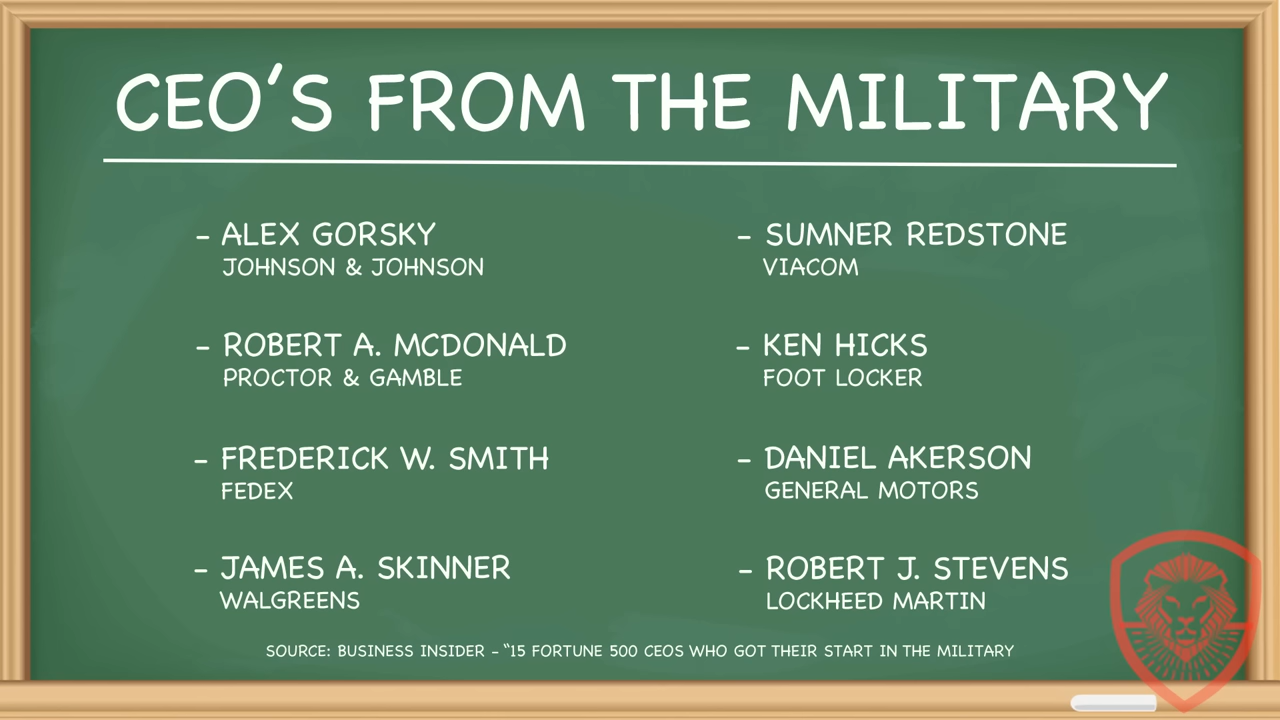 CEO'S FROM THE MILITARY
- ALEX GORSKY
JOHNSON & JOHNSON
- ROBERT A. MCDONALD
PROCTOR & GAMBLE
- FREDERICK W. SMITH
FEDEX
- JAMES A. SKINNER
WALGREENS
- SUMNER REDSTONE
VIACOM
- KEN HICKS
FOOT LOCKER
- DANIEL AKERSON
GENERAL MOTORS
- ROBERT J. STEVENS
LOCKHEED MARTIN
SOURCE: BUSINESS INSIDER - "15 FORTUNE 500 CEOS WHO GOT THEIR START IN THE MILITARY